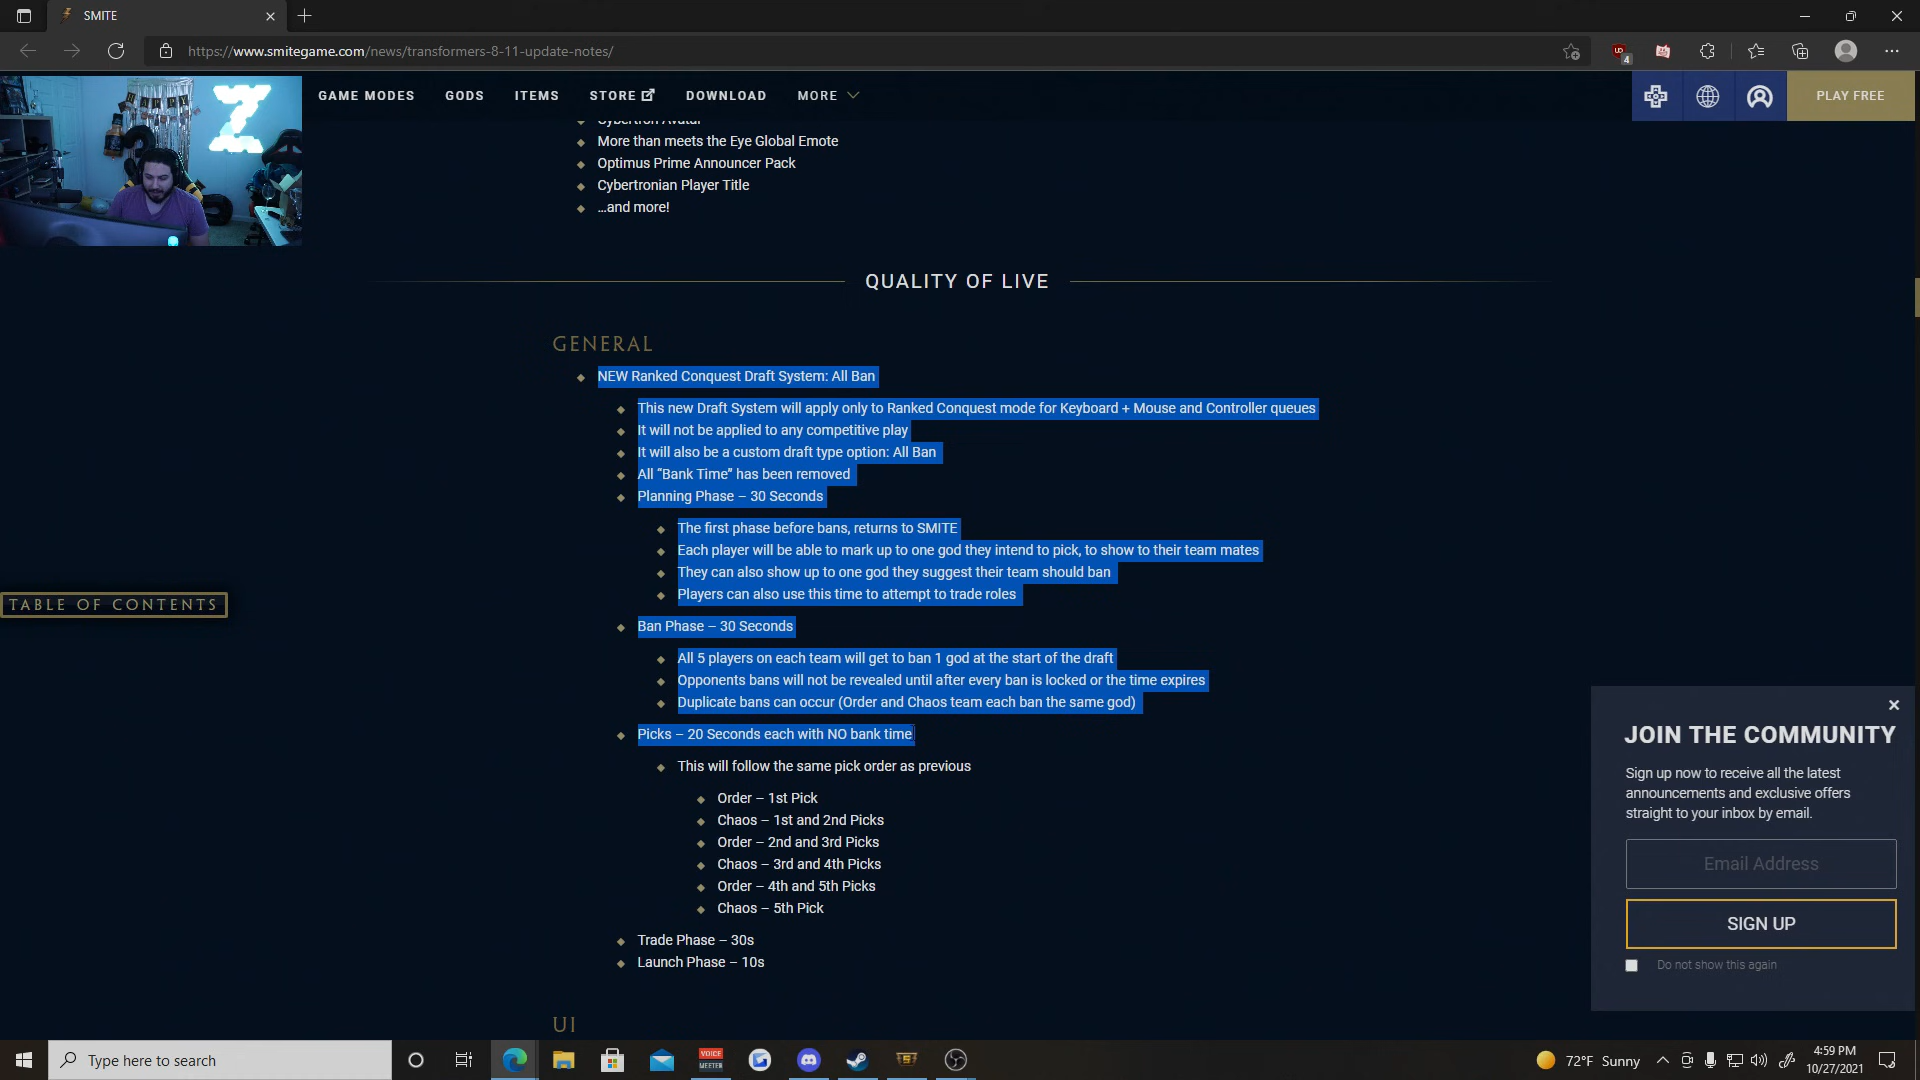 SMITE
https://www.smitegame.com/news/transformers-8-11-update-notes/
4
GAME MODES
GODS
ITEMS
STORE
DOWNLOAD
MORE
PLAY FREE
Cybertron Avatar
More than meets the Eye Global Emote
Optimus Prime Announcer Pack
Cybertronian Player Title
…and more!
QUALITY OF LIVE
GENERAL
NEW Ranked Conquest Draft System: All Ban
This new Draft System will apply only to Ranked Conquest mode for Keyboard + Mouse and Controller queues
It will not be applied to any competitive play
It will also be a custom draft type option: All Ban
All “Bank Time” has been removed
Planning Phase – 30 Seconds
The first phase before bans, returns to SMITE
Each player will be able to mark up to one god they intend to pick, to show to their team mates
They can also show up to one god they suggest their team should ban
Players can also use this time to attempt to trade roles
TABLE OF CONTENTS
Ban Phase – 30 Seconds
All 5 players on each team will get to ban 1 god at the start of the draft
Opponents bans will not be revealed until after every ban is locked or the time expires
Duplicate bans can occur (Order and Chaos team each ban the same god)
Picks – 20 Seconds each with NO bank time
This will follow the same pick order as previous
Order – 1st Pick
Chaos – 1st and 2nd Picks
Order – 2nd and 3rd Picks
Chaos – 3rd and 4th Picks
Order – 4th and 5th Picks
Chaos – 5th Pick
Trade Phase – 30s
Launch Phase – 10s
UI
JOIN THE COMMUNITY
Sign up now to receive all the latest
announcements and exclusive offers
straight to your inbox by email.
Email Address
SIGN UP
Do not show this again
Type here to search
VOICE
MEETER
72°F Sunny
4:59 PM
10/27/2021